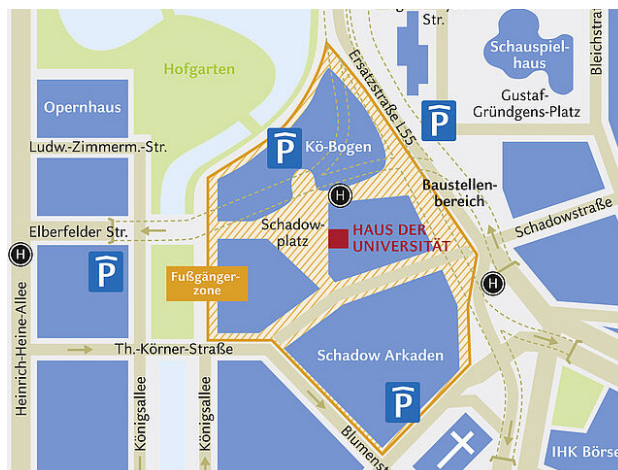 Str.
Hofgarten
Schauspiel-
haus
Bleichstraß
Opernhaus
Ersatzstraße L55
Gustaf-
Gründgens-Platz
P
P
Kö-Bogen
Ludw.-Zimmerm.-Str.
Baustellen-
bereich
H
Schadowstraße
Elberfelder Str.
Schadow-
platz
HAUS DER
UNIVERSITÄT
H
P
Fußgänger-
zone
H
Heinrich-Heine-Allee
Th.-Körner-Straße
Schadow Arkaden
Königsallee
Königsallee
P
Blumenst
IHK Börse